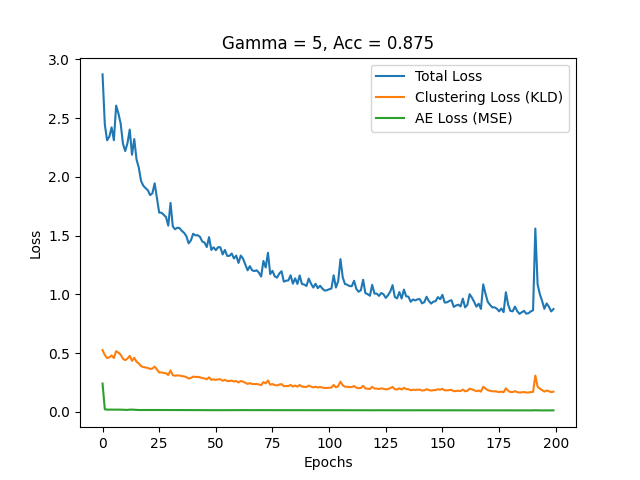 Gamma = 5, Acc = 0.875
Total Loss
Clustering Loss (KLD)
AE Loss (MSE)
Loss
3.0
2.5
2.0
1.5
1.0
0.5
0.0
0 25 50 75 100 125 150 175 200
Epochs